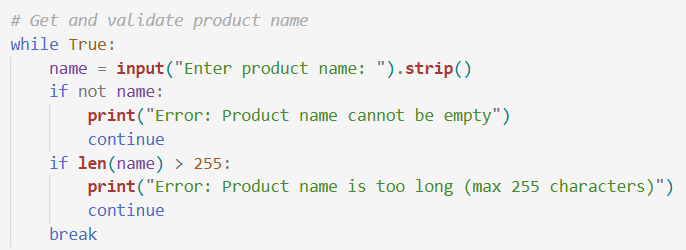 # Get and validate product name
while True:
    name = input("Enter product name: ").strip()
    if not name:
        print("Error: Product name cannot be empty")
        continue
    if len(name) > 255:
        print("Error: Product name is too long (max 255 characters)")
        continue
    break